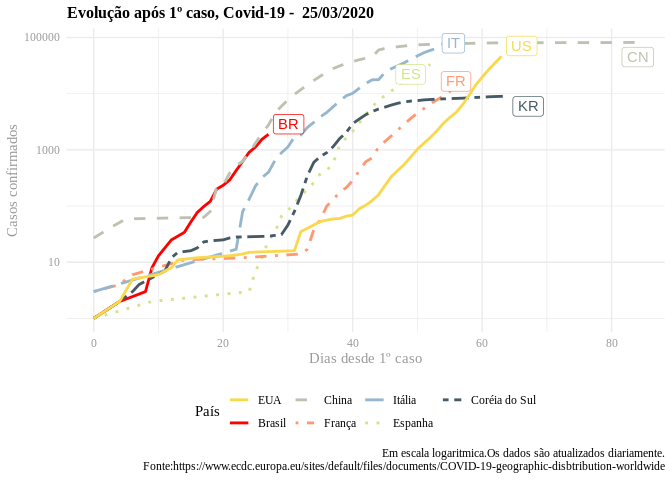 Evolução após 1º caso, Covid-19 -  25/03/2020
Casos confirmados
100000
1000
10
IT
US
CN
ES
FR
KR
BR
0
20
40
60
80
Dias desde 1º caso
País
EUA
China
Itália
Coréia do Sul
Brasil
França
Espanha
Em escala logaritmica.Os dados são atualizados diariamente.
Fonte:https://www.ecdc.europa.eu/sites/default/files/documents/COVID-19-geographic-disbtribution-worldwide